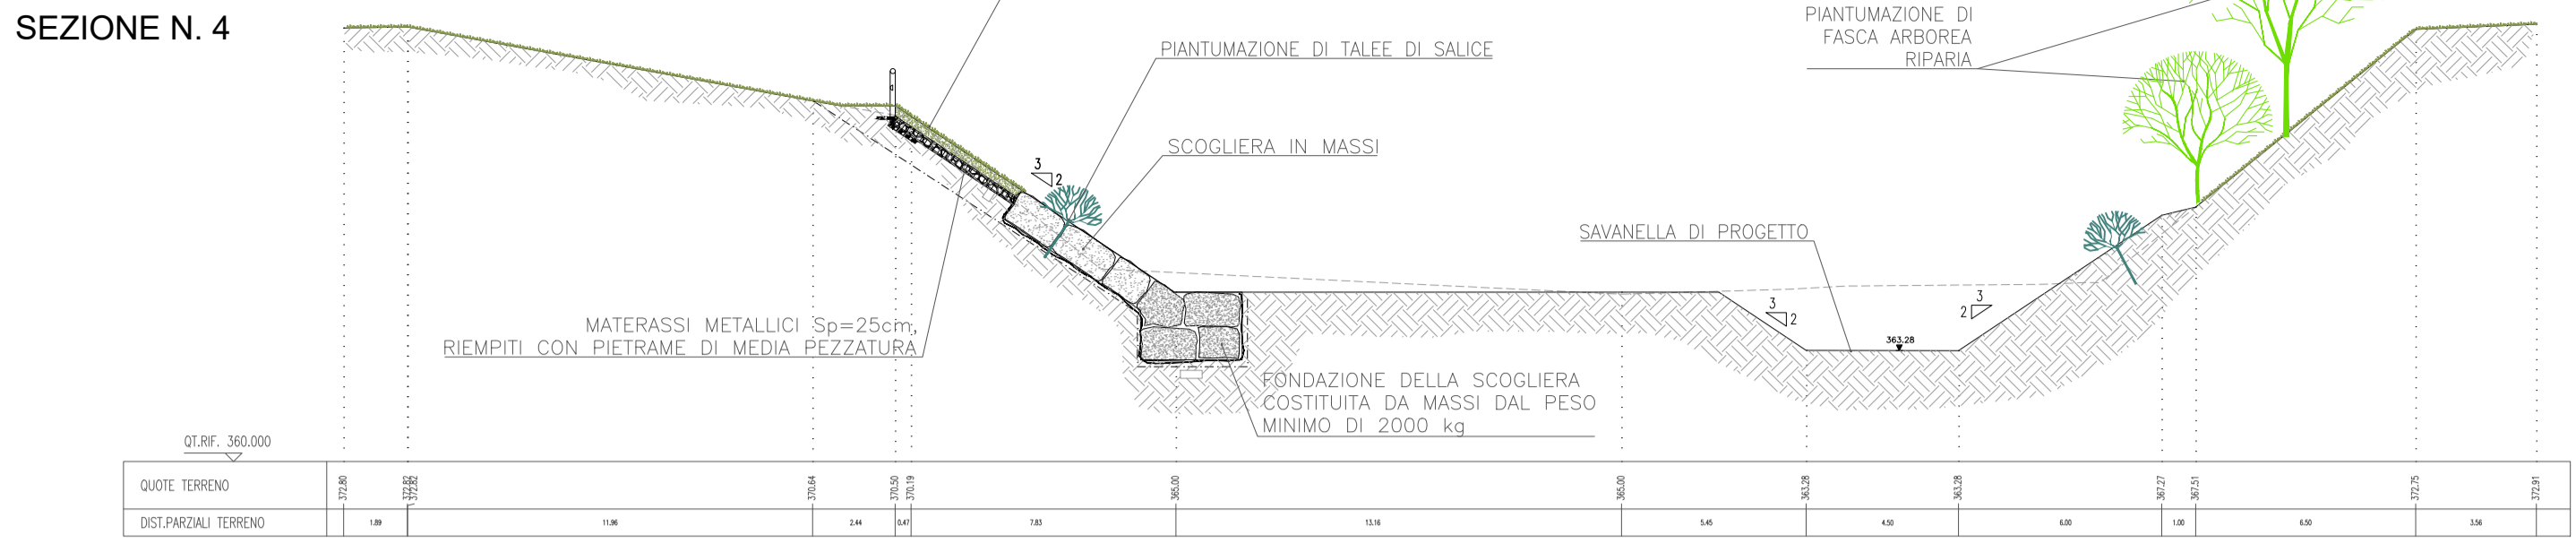 SEZIONE N. 4
PIANTUMAZIONE DI
FASCA ARBOREA
RIPARIA
PIANTUMAZIONE DI TALEE DI SALICE
SCOGLIERA IN MASSI
3
2
SAVANELLA DI PROGETTO
3
2
3
2
363.28
MATERASSI METALLICI Sp=25cm,
RIEMPITI CON PIETRAME DI MEDIA PEZZATURA
FONDAZIONE DELLA SCOGLIERA
COSTITUITA DA MASSI DAL PESO
MINIMO DI 2000 kg
QT.RIF. 360.000
QUOTE TERRENO 372.80 372.82 372.82 370.64 370.50 370.19 365.00 365.00 363.28 363.28 367.27 367.51 372.75 372.91
DIST.PARZIALI TERRENO 1.89 11.96 2.44 0.47 7.83 13.16 5.45 4.50 6.00 1.00 6.50 3.56